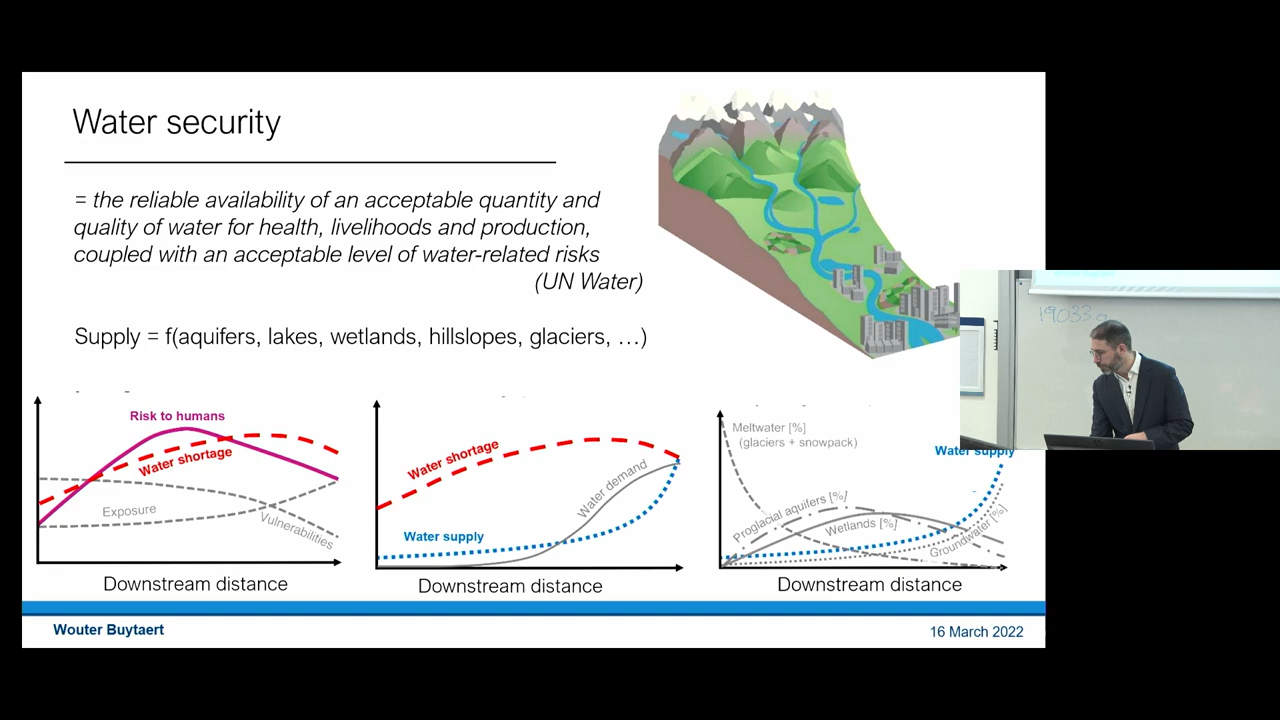 Water security
= the reliable availability of an acceptable quantity and
quality of water for health, livelihoods and production,
coupled with an acceptable level of water-related risks
(UN Water)
Supply = f(aquifers, lakes, wetlands, hillslopes, glaciers, …)
Risk to humans
Water shortage
Exposure
Vulnerabilities
Downstream distance
Water shortage
Water demand
Water supply
Downstream distance
Meltwater [%]
(glaciers + snowpack)
Water supply
Proglacial aquifers [%]
Wetlands [%]
Groundwater [%]
Downstream distance
Wouter Buytaert
16 March 2022